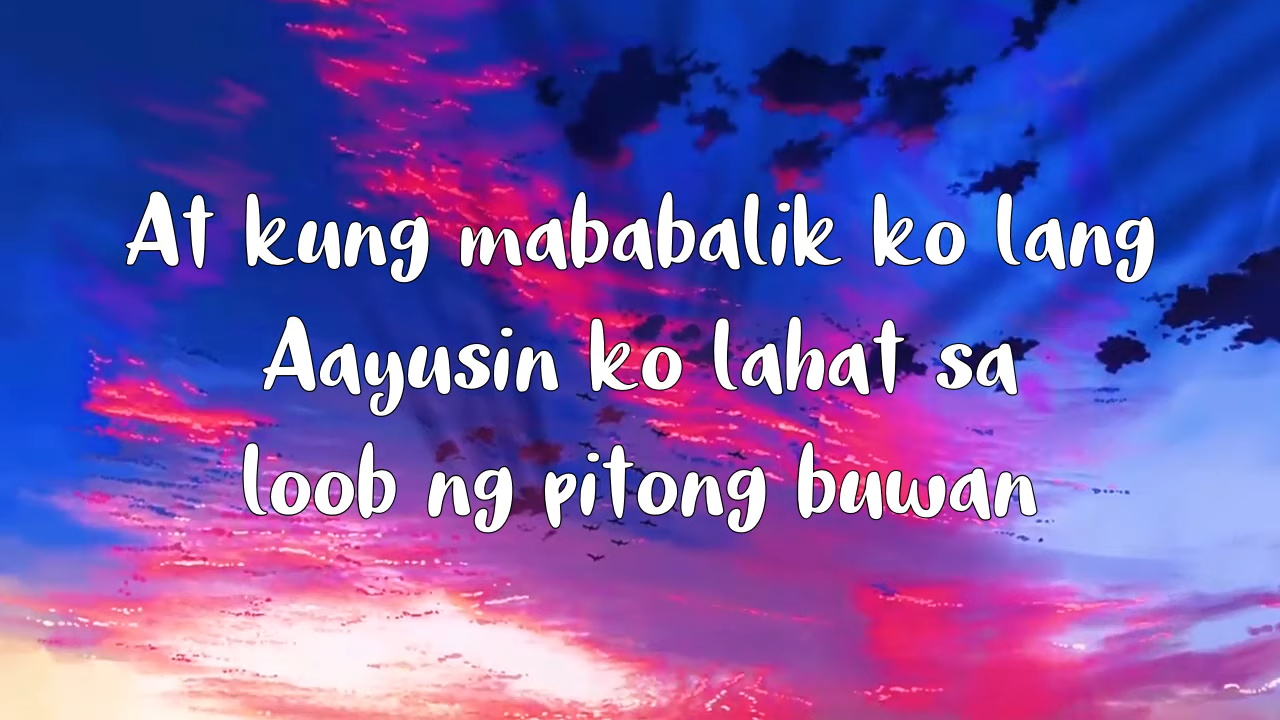 At kung mababalik ko lang
Aayusin ko lahat sa
loob ng pitong buwan